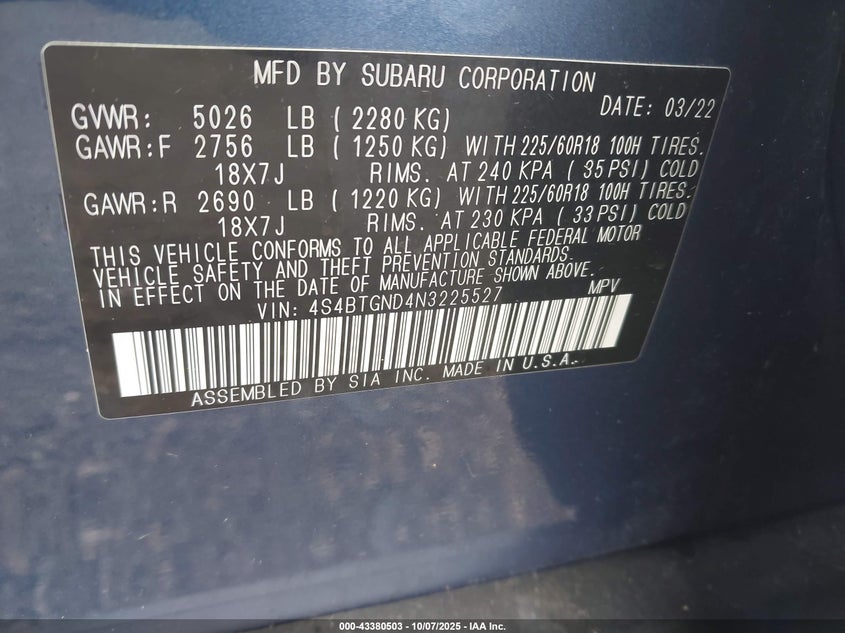 MFD BY SUBARU CORPORATION
DATE: 03/22
GVWR: 5026 LB ( 2280 KG)
GAWR:F 2756 LB ( 1250 KG) WITH 225/60R18 100H TIRES.
18X7J RIMS. AT 240 KPA ( 35 PSI) COLD
GAWR:R 2690 LB ( 1220 KG) WITH 225/60R18 100H TIRES.
18X7J RIMS. AT 230 KPA ( 33 PSI) COLD
THIS VEHICLE CONFORMS TO ALL APPLICABLE FEDERAL MOTOR
VEHICLE SAFETY AND THEFT PREVENTION STANDARDS.
IN EFFECT ON THE DATE OF MANUFACTURE SHOWN ABOVE.
VIN: 4S4BTGND4N3225527 MPV
ASSEMBLED BY SIA INC. MADE IN U.S.A.
000-43380503 - 10/07/2025 - IAA Inc.